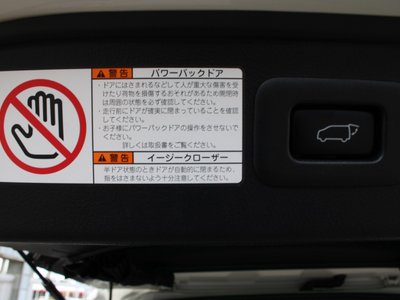 警告 パワーバックドア
・ドアにはさまれるなどして人が重大な傷害を受
けたり荷物を損傷するおそれがあるため開閉時
は周囲の状態を必ず確認してください。
・走行前にドアが確実に閉まっていることを確認
してください。
・お子様にパワーバックドアの操作をさせないで
ください。
詳しくは取扱書をご覧ください。
警告 イージークローザー
半ドア状態のときドアが自動的に閉まるため、
指をはさまないよう十分注意してください。